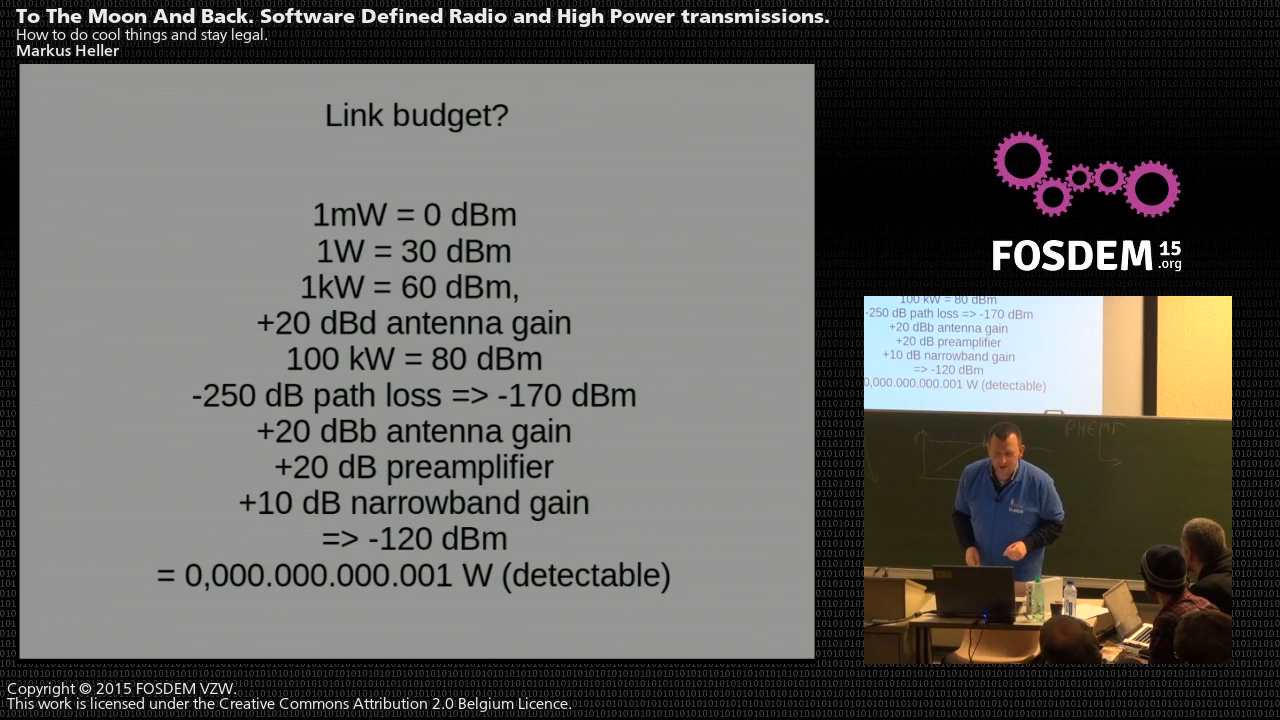 To The Moon And Back. Software Defined Radio and High Power transmissions.
How to do cool things and stay legal.
Markus Heller
Link budget?
1mW = 0 dBm
1W = 30 dBm
1kW = 60 dBm,
+20 dBd antenna gain
100 kW = 80 dBm
-250 dB path loss => -170 dBm
+20 dBb antenna gain
+20 dB preamplifier
+10 dB narrowband gain
=> -120 dBm
= 0,000.000.000.001 W (detectable)
FOSDEM 15
.org
100 kW = 80 dBm
-250 dB path loss => -170 dBm
+20 dBb antenna gain
+20 dB preamplifier
+10 dB narrowband gain
=> -120 dBm
0,000.000.000.001 W (detectable)
PHEMT
Copyright © 2015 FOSDEM VZW.
This work is licensed under the Creative Commons Attribution 2.0 Belgium Licence.